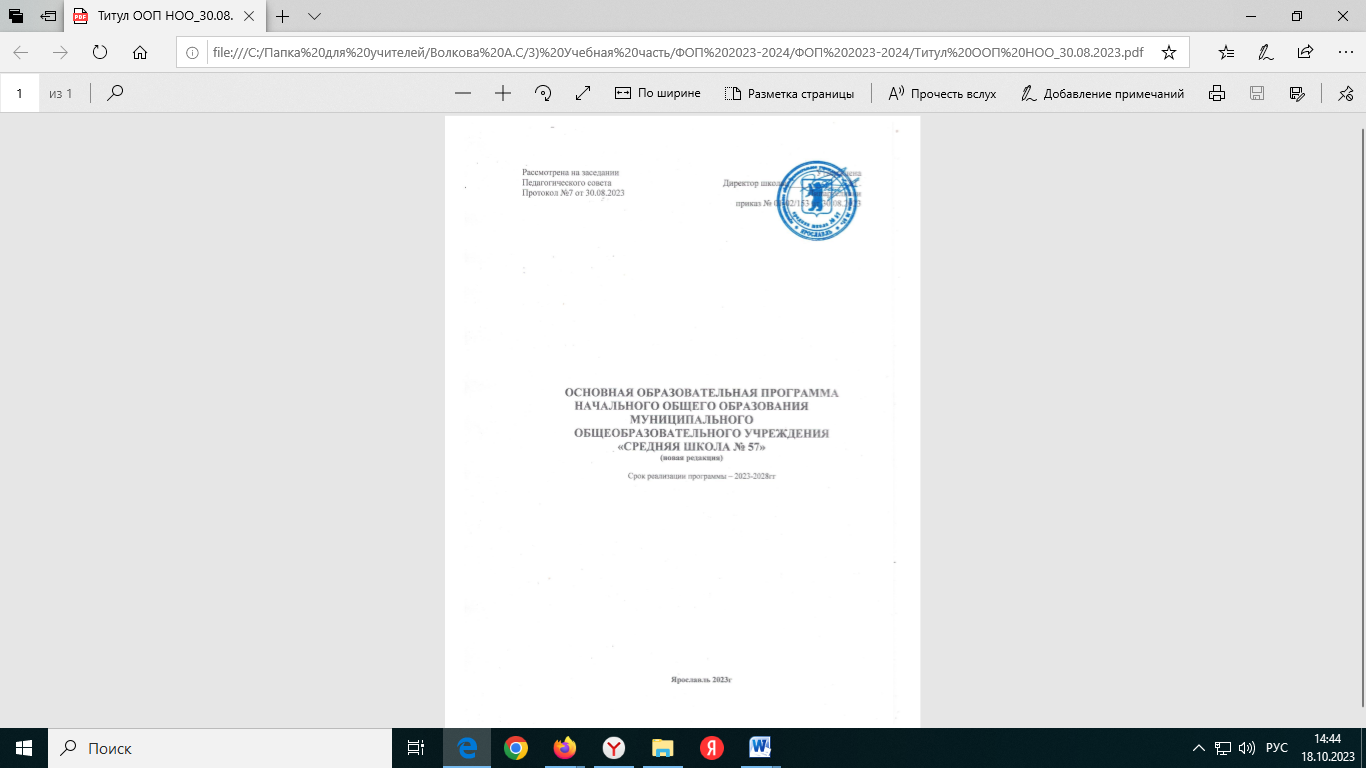 Титул ООП НОО_30.08.
file:///C:/Папка%20для%20учителей/Волкова%20А.С/3)%20Учебная%20часть/ФОП%202023-2024/ФОП%202023-2024/Титул%20ООП%20НОО_30.08.2023.pdf
1 из 1
По ширине
Разметка страницы
Прочесть вслух
Добавление примечаний
Рассмотрена на заседании
Педагогического совета
Протокол №7 от 30.08.2023
Директор школы
приказ № 30.08.2023
ОСНОВНАЯ ОБРАЗОВАТЕЛЬНАЯ ПРОГРАММА
НАЧАЛЬНОГО ОБЩЕГО ОБРАЗОВАНИЯ
МУНИЦИПАЛЬНОГО
ОБЩЕОБРАЗОВАТЕЛЬНОГО УЧРЕЖДЕНИЯ
«СРЕДНЯЯ ШКОЛА № 57»
(новая редакция)
Срок реализации программы – 2023-2028гг
Ярославль 2023г
Поиск
РУС
14:44
18.10.2023